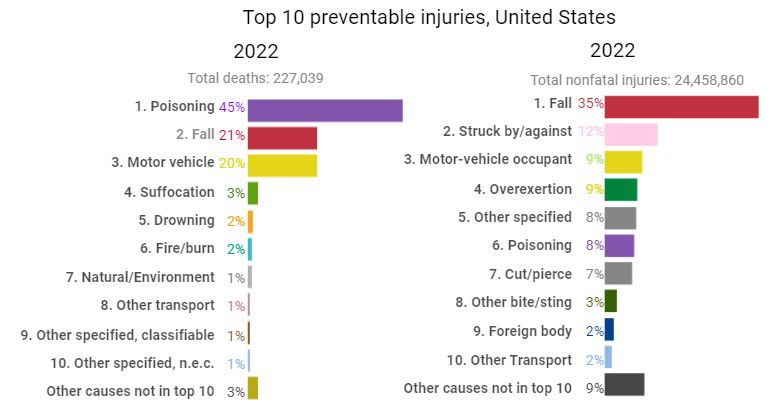 Top 10 preventable injuries, United States
2022
Total deaths: 227,039
1. Poisoning 45%
2. Fall 21%
3. Motor vehicle 20%
4. Suffocation 3%
5. Drowning 2%
6. Fire/burn 2%
7. Natural/Environment 1%
8. Other transport 1%
9. Other specified, classifiable 1%
10. Other specified, n.e.c. 1%
Other causes not in top 10 3%
2022
Total nonfatal injuries: 24,458,860
1. Fall 35%
2. Struck by/against 12%
3. Motor-vehicle occupant 9%
4. Overexertion 9%
5. Other specified 8%
6. Poisoning 8%
7. Cut/pierce 7%
8. Other bite/sting 3%
9. Foreign body 2%
10. Other Transport 2%
Other causes not in top 10 9%